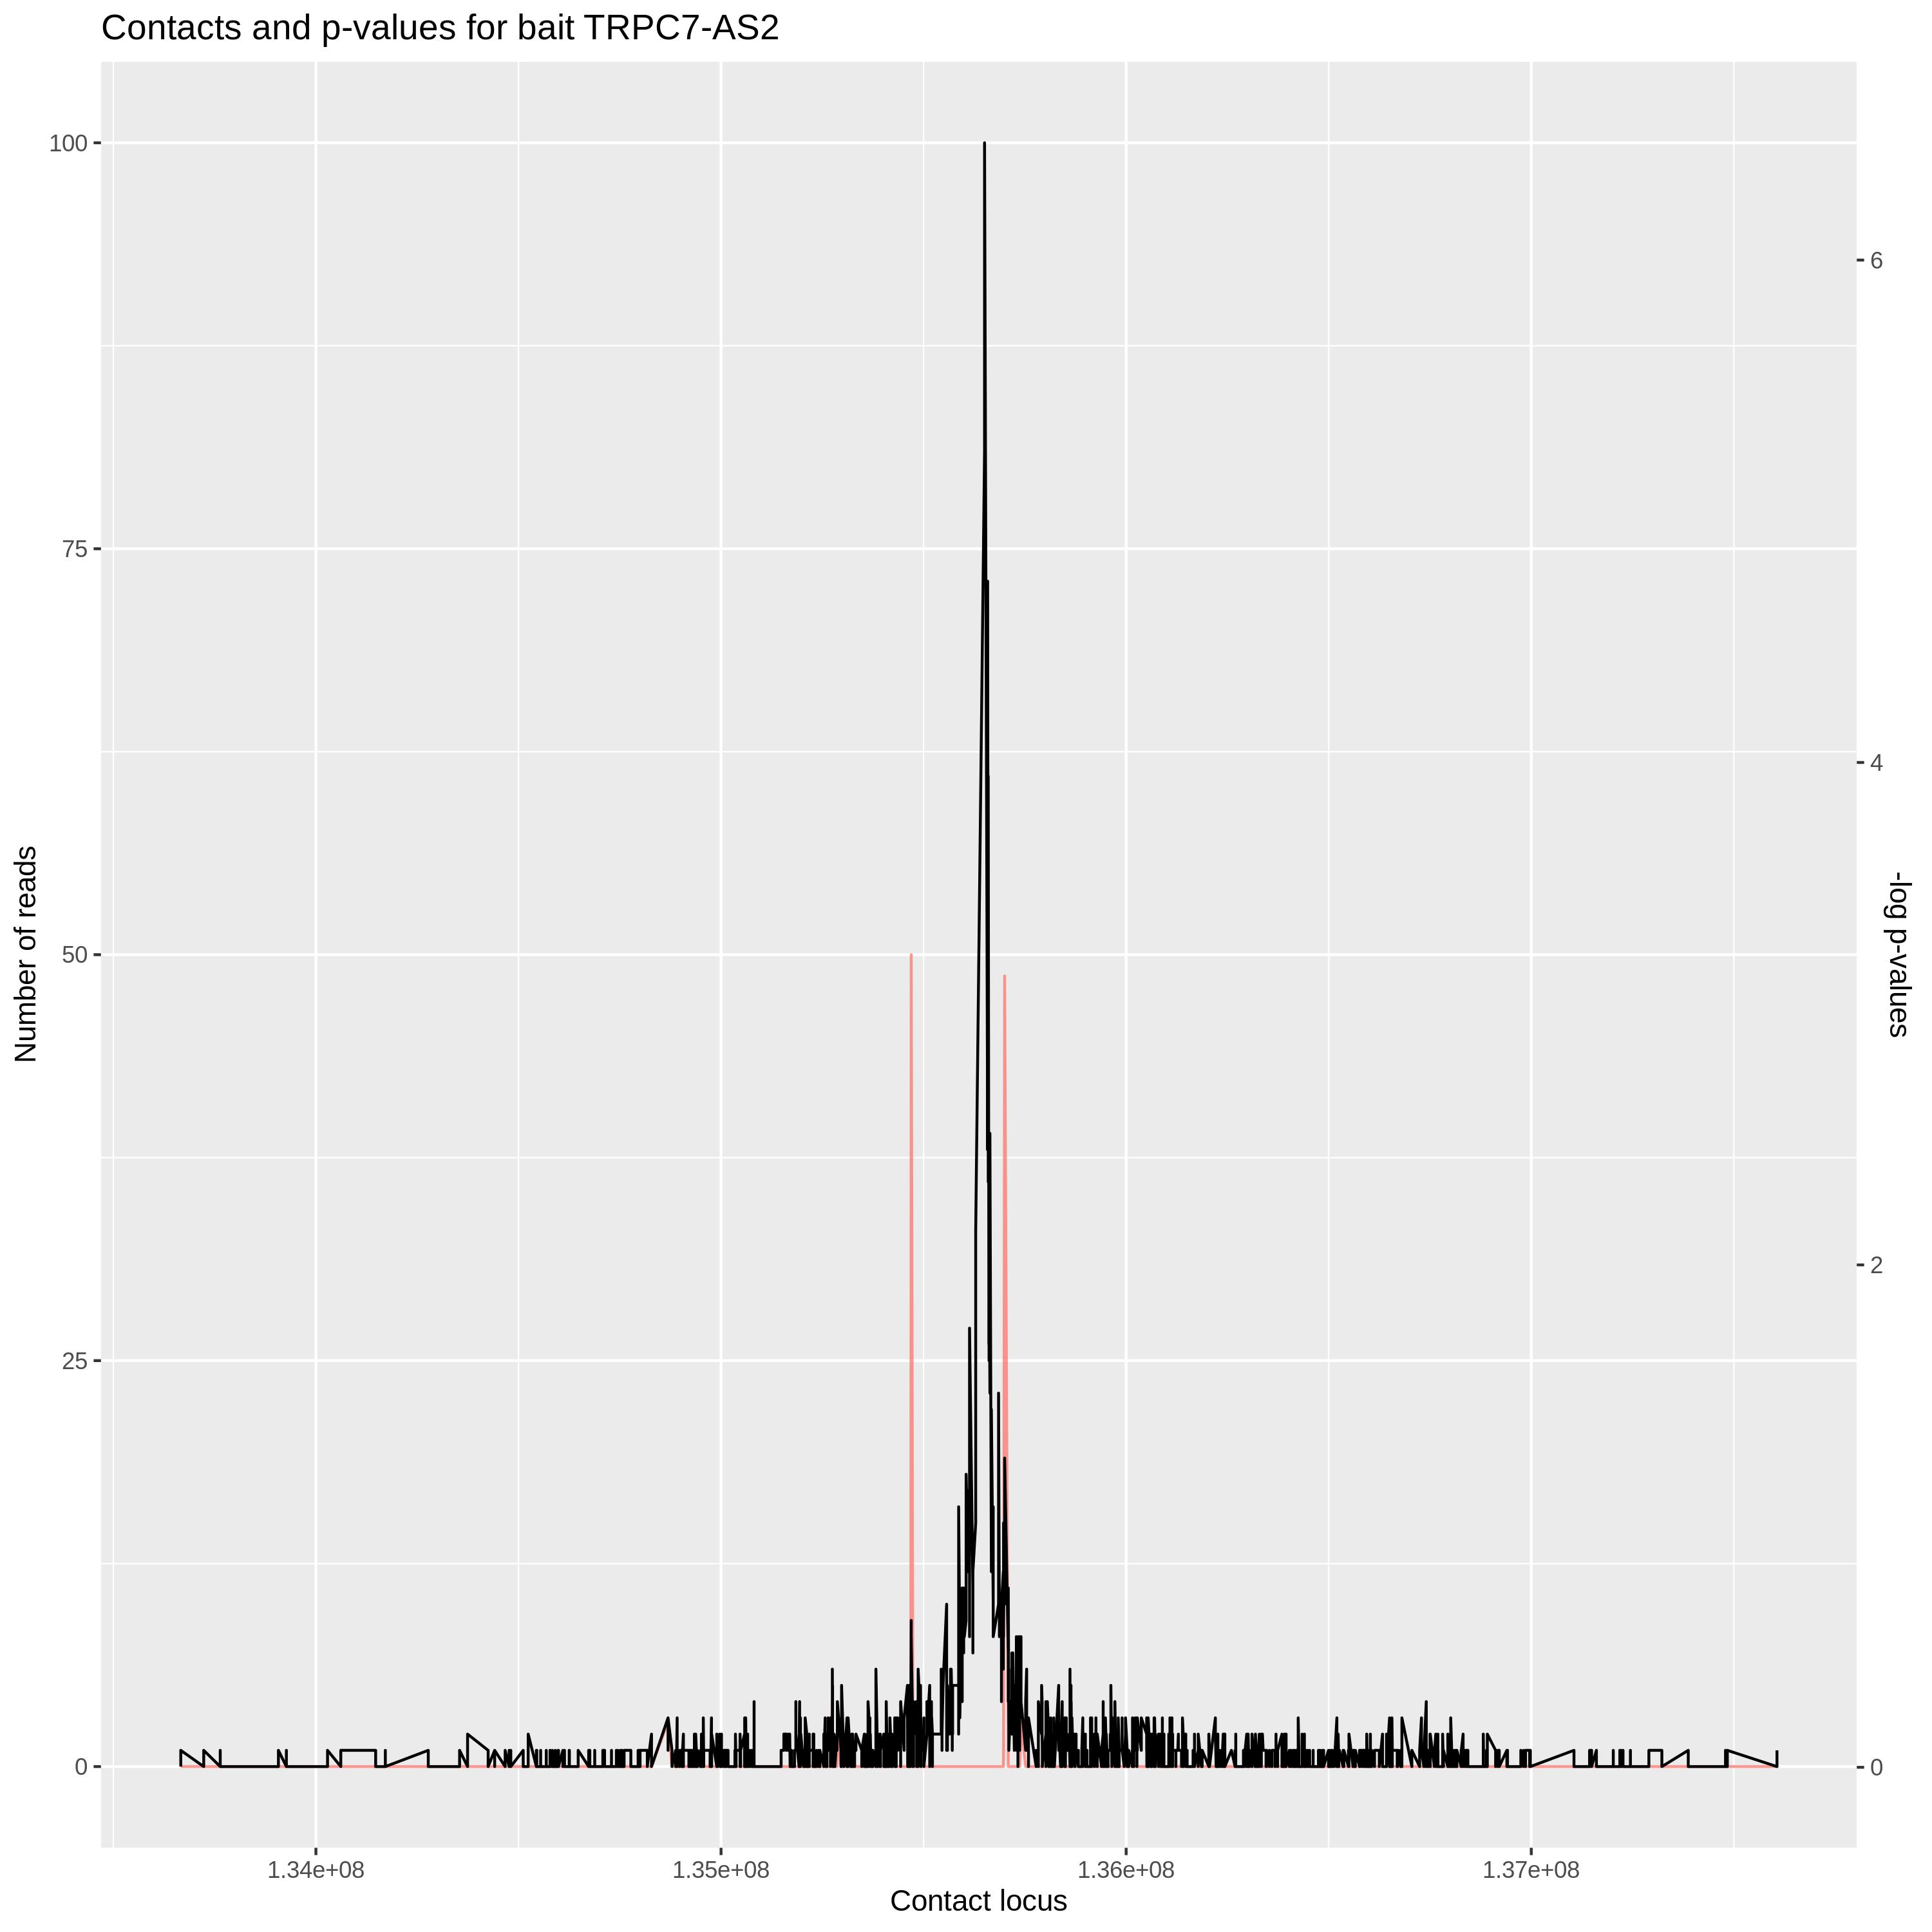 Contacts and p-values for bait TRPC7-AS2
100
75
50
25
0
6
4
2
0
Number of reads
-log p-values
1.34e+08
1.35e+08
1.36e+08
1.37e+08
Contact locus